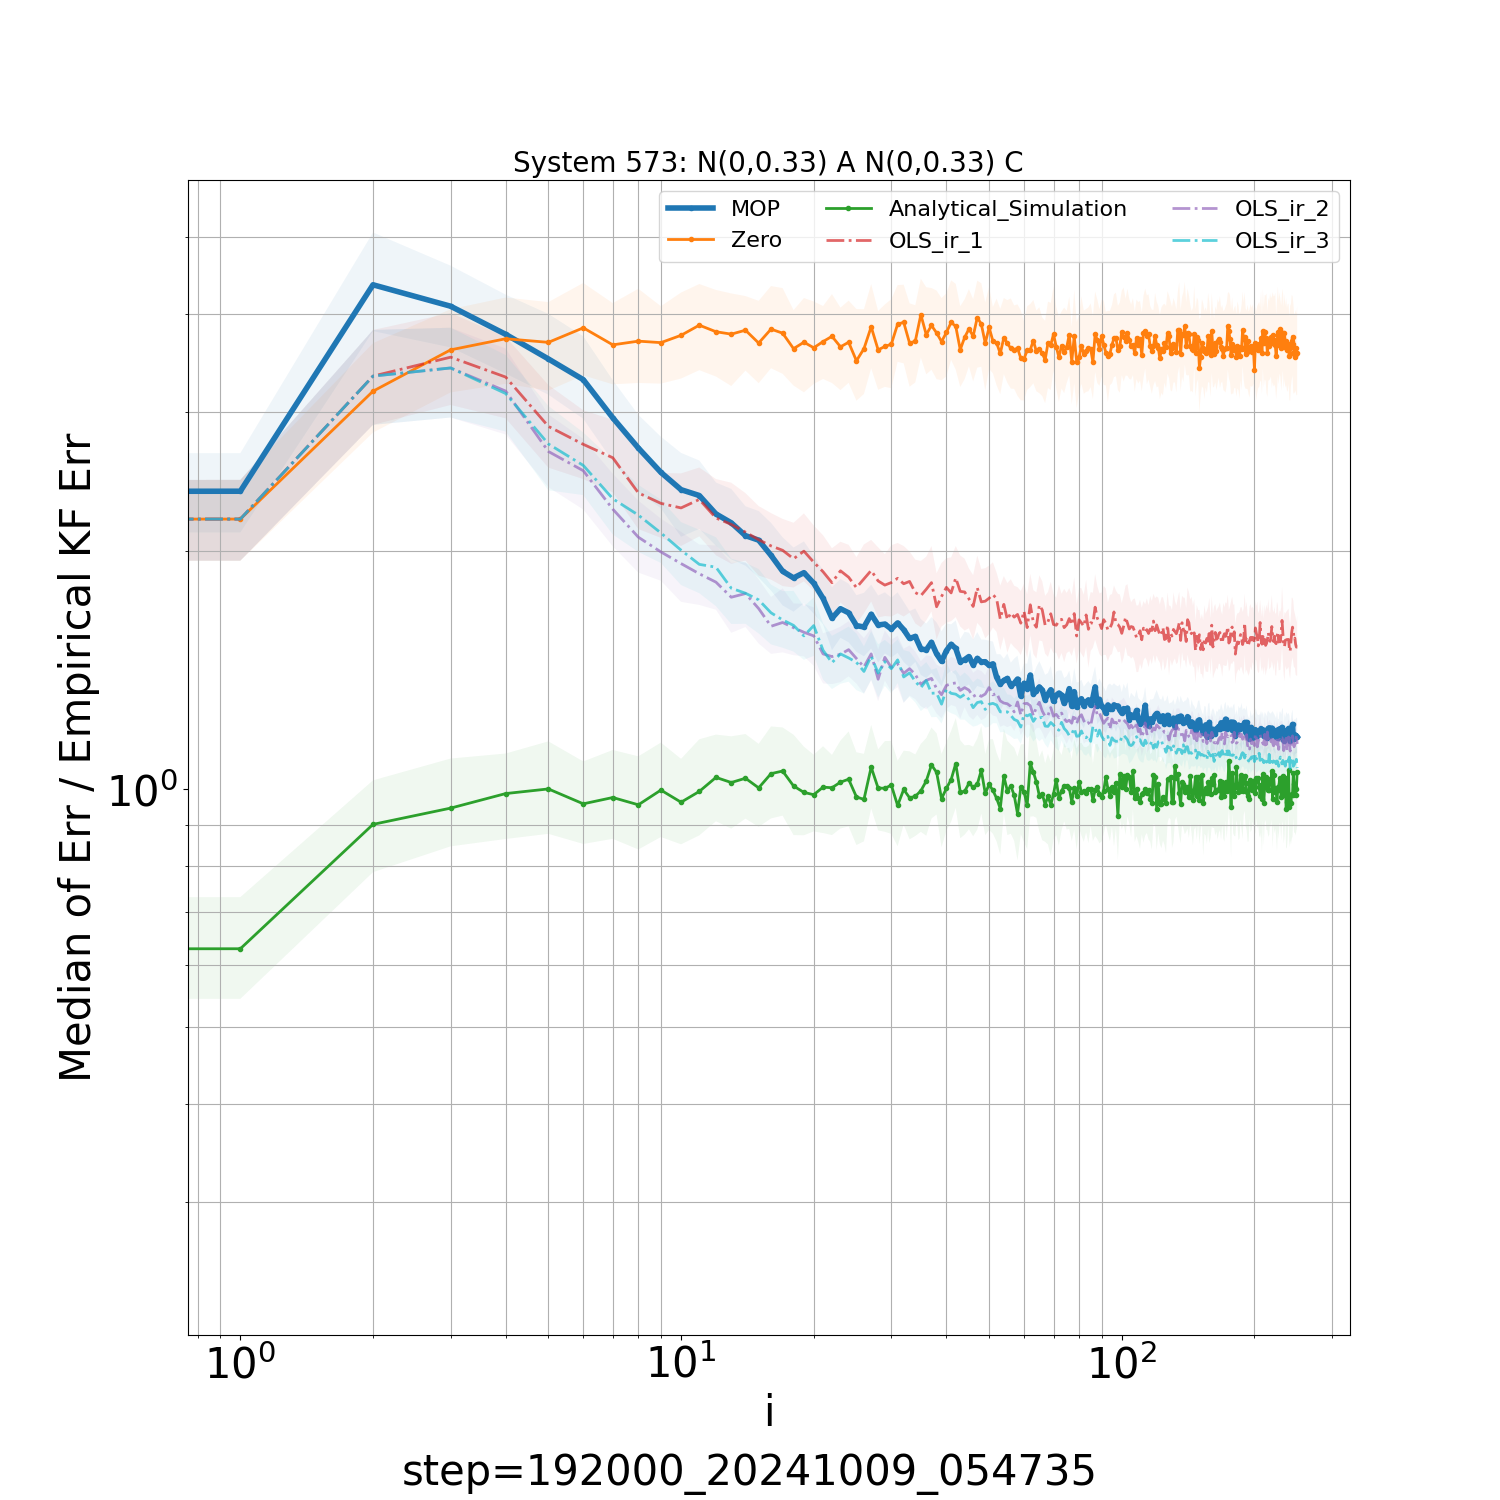 System 573: N(0,0.33) A N(0,0.33) C
MOP
Zero
Analytical_Simulation
OLS_ir_1
OLS_ir_2
OLS_ir_3
Median of Err / Empirical KF Err
10⁰
10⁰ 10¹ 10²
i
step=192000_20241009_054735